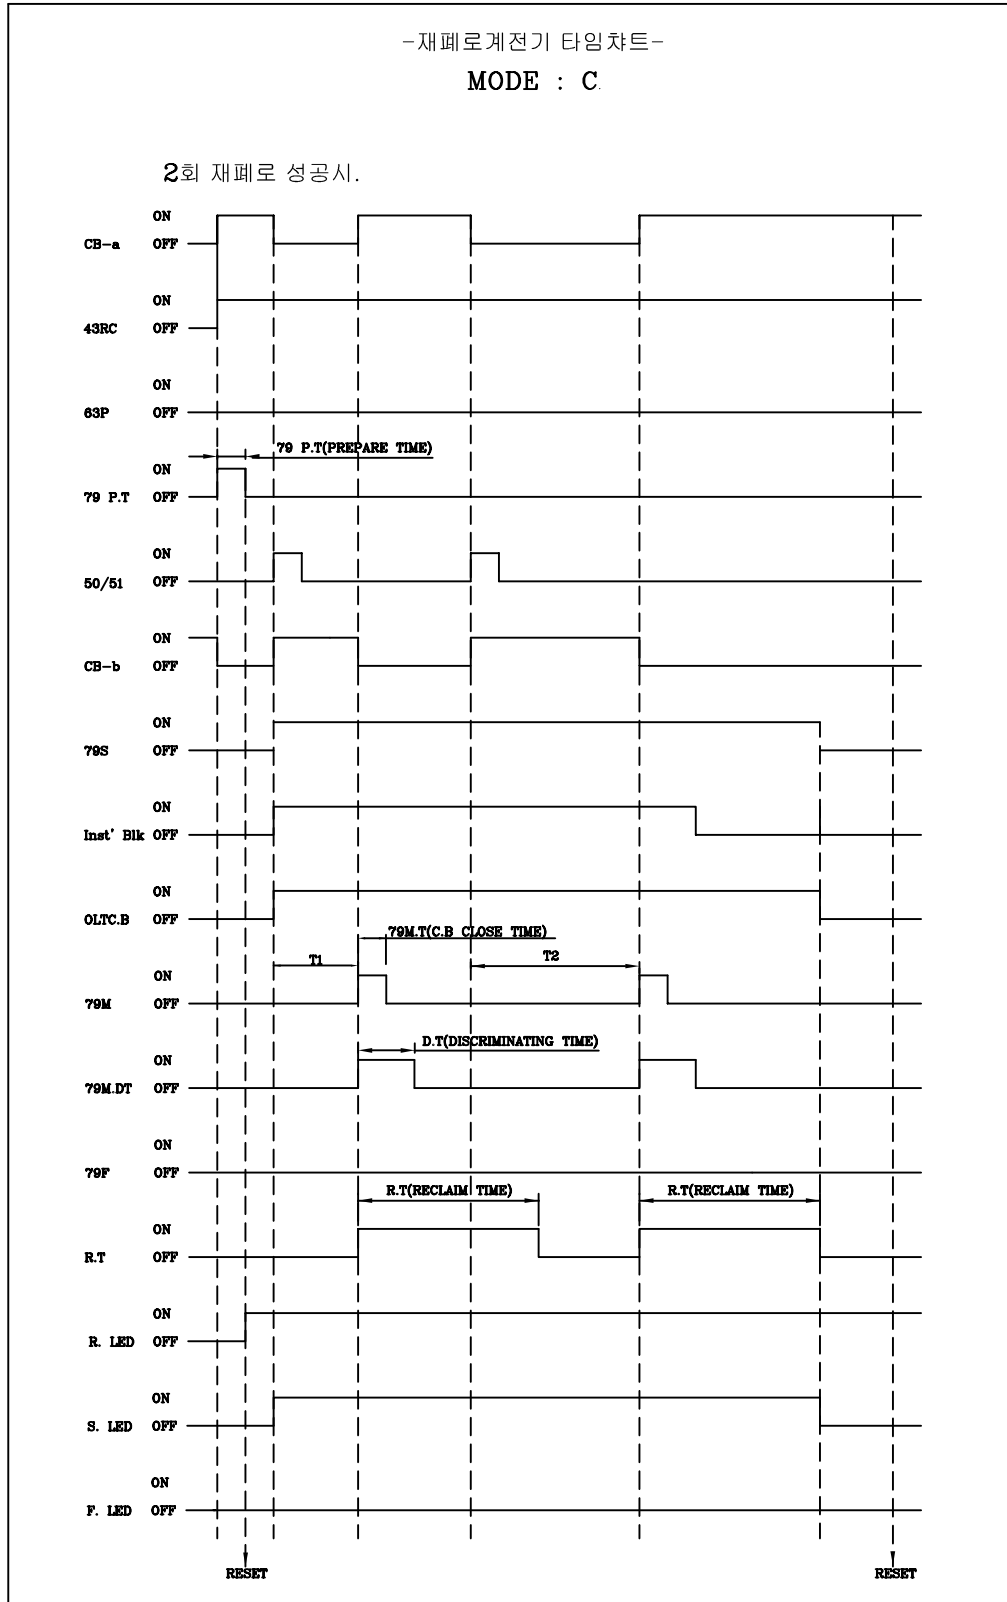 -재폐로계전기 타임챠트-
MODE : C.
2회 재폐로 성공시.
ON
CB-a OFF
ON
43RC OFF
ON
63P OFF
79 P.T(PREPARE TIME)
ON
79 P.T OFF
ON
50/51 OFF
ON
CB-b OFF
ON
79S OFF
ON
Inst' Blk OFF
ON
OLTC.B OFF
79M.T(C.B CLOSE TIME)
T1 T2
ON
79M OFF
D.T(DISCRIMINATING TIME)
ON
79M.DT OFF
ON
79F OFF
R.T(RECLAIM TIME) R.T(RECLAIM TIME)
ON
R.T OFF
ON
R. LED OFF
ON
S. LED OFF
ON
F. LED OFF
RESET RESET